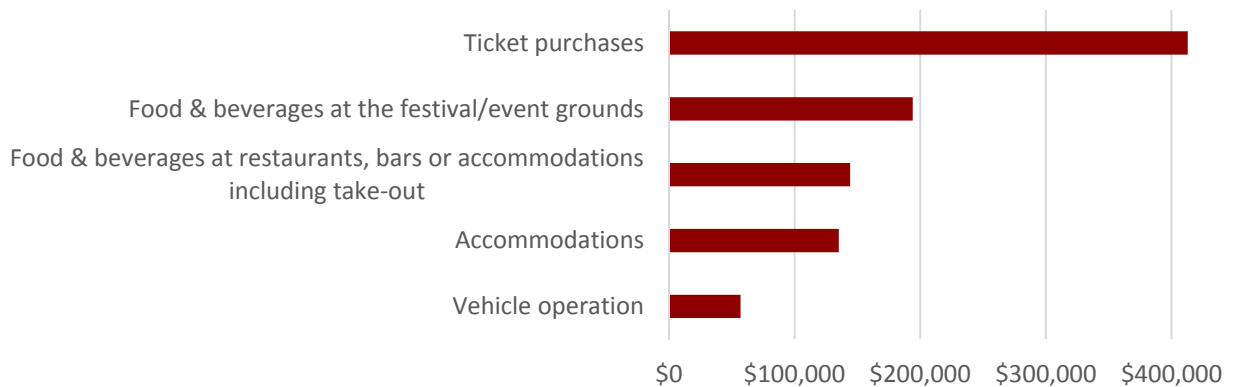 Ticket purchases
Food & beverages at the festival/event grounds
Food & beverages at restaurants, bars or accommodations
including take-out
Accommodations
Vehicle operation
$0 $100,000 $200,000 $300,000 $400,000